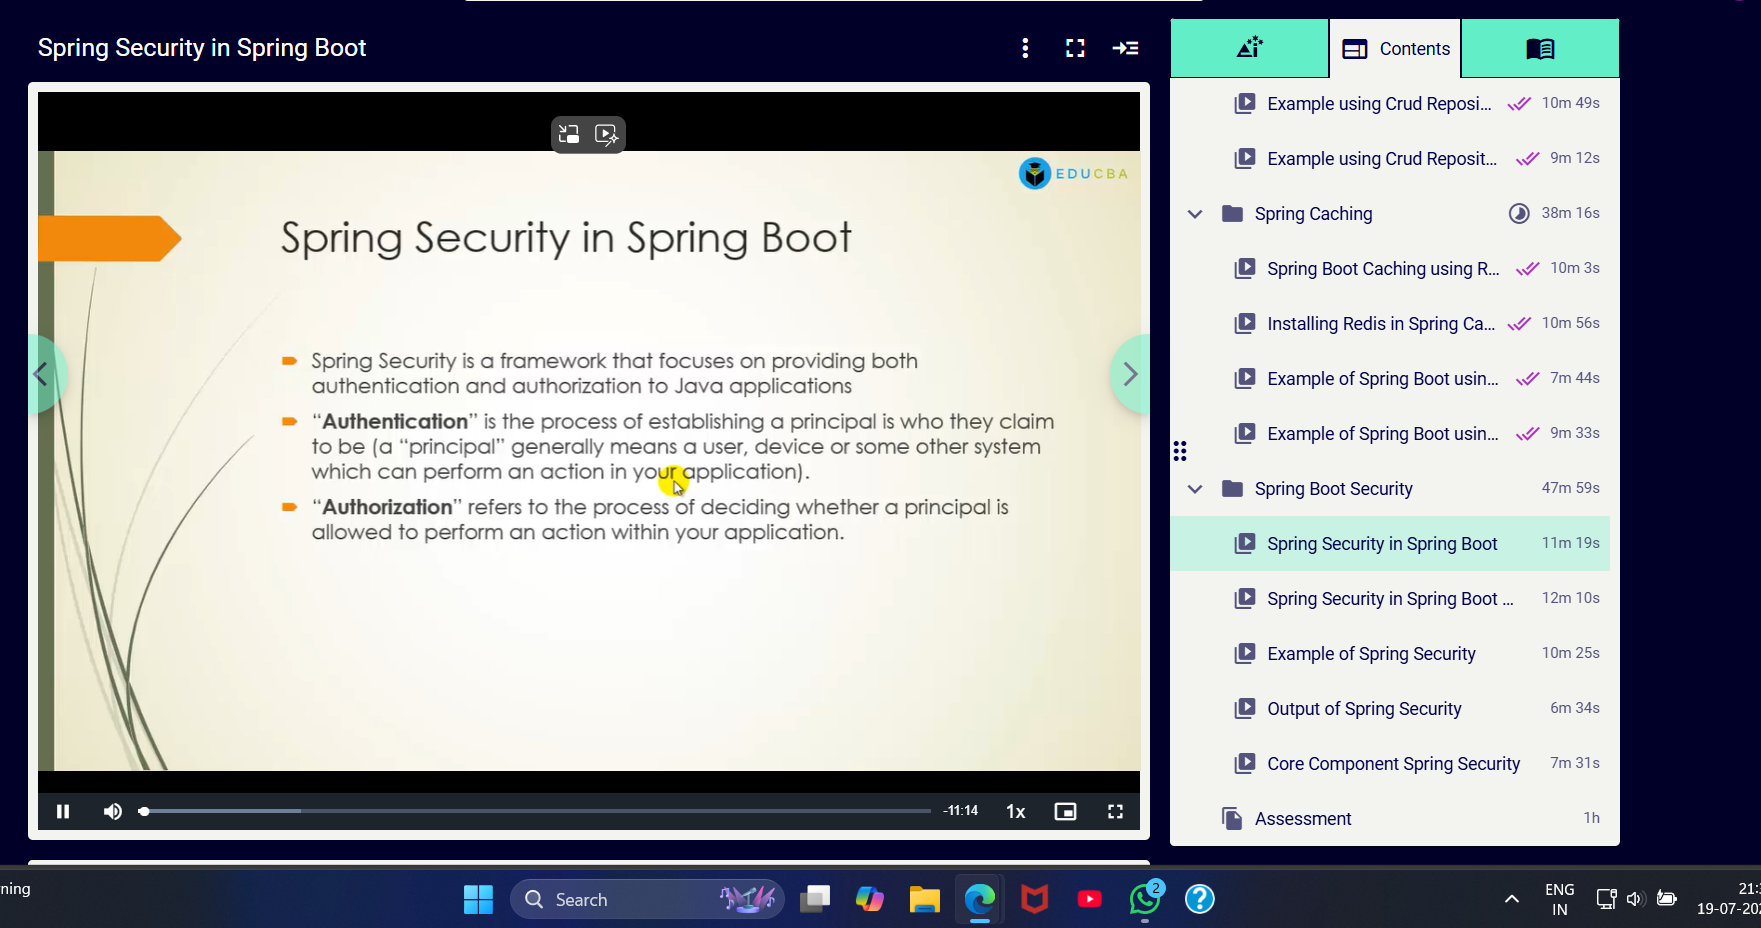 Spring Security in Spring Boot
EDUCBA
Spring Security in Spring Boot
Spring Security is a framework that focuses on providing both
authentication and authorization to Java applications
“Authentication” is the process of establishing a principal is who they claim
to be (a “principal” generally means a user, device or some other system
which can perform an action in your application).
“Authorization” refers to the process of deciding whether a principal is
allowed to perform an action within your application.
-11:14
1x
Contents
Example using Crud Reposi... 10m 49s
Example using Crud Reposit... 9m 12s
Spring Caching 38m 16s
Spring Boot Caching using R... 10m 3s
Installing Redis in Spring Ca... 10m 56s
Example of Spring Boot usin... 7m 44s
Example of Spring Boot usin... 9m 33s
Spring Boot Security 47m 59s
Spring Security in Spring Boot 11m 19s
Spring Security in Spring Boot ... 12m 10s
Example of Spring Security 10m 25s
Output of Spring Security 6m 34s
Core Component Spring Security 7m 31s
Assessment 1h
Search
2
ENG
IN